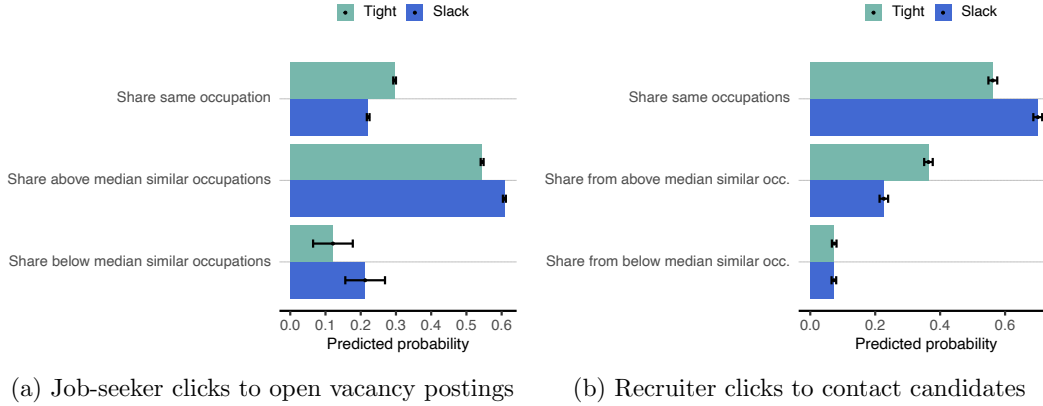 Tight Slack
Share same occupation
Share above median similar occupations
Share below median similar occupations
0.0 0.1 0.2 0.3 0.4 0.5 0.6
Predicted probability
(a) Job-seeker clicks to open vacancy postings
Tight Slack
Share same occupations
Share from above median similar occ.
Share from below median similar occ.
0.0 0.2 0.4 0.6
Predicted probability
(b) Recruiter clicks to contact candidates